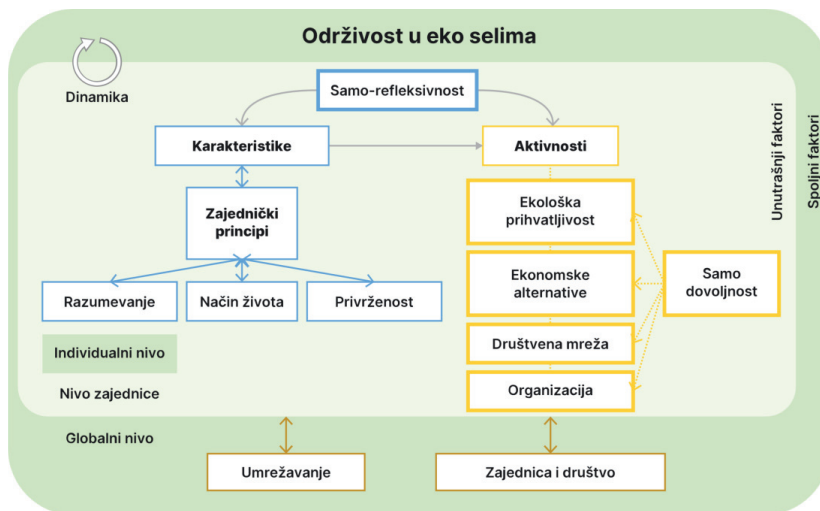 Održivost u eko selima
Dinamika
Samo-refleksivnost
Karakteristike
Aktivnosti
Unutrašnji faktori
Spoljni faktori
Zajednički
principi
Ekološka
prihvatljivost
Ekonomske
alternative
Samo
dovoljnost
Razumevanje
Način života
Privrženost
Društvena mreža
Individualni nivo
Nivo zajednice
Organizacija
Globalni nivo
Umrežavanje
Zajednica i društvo